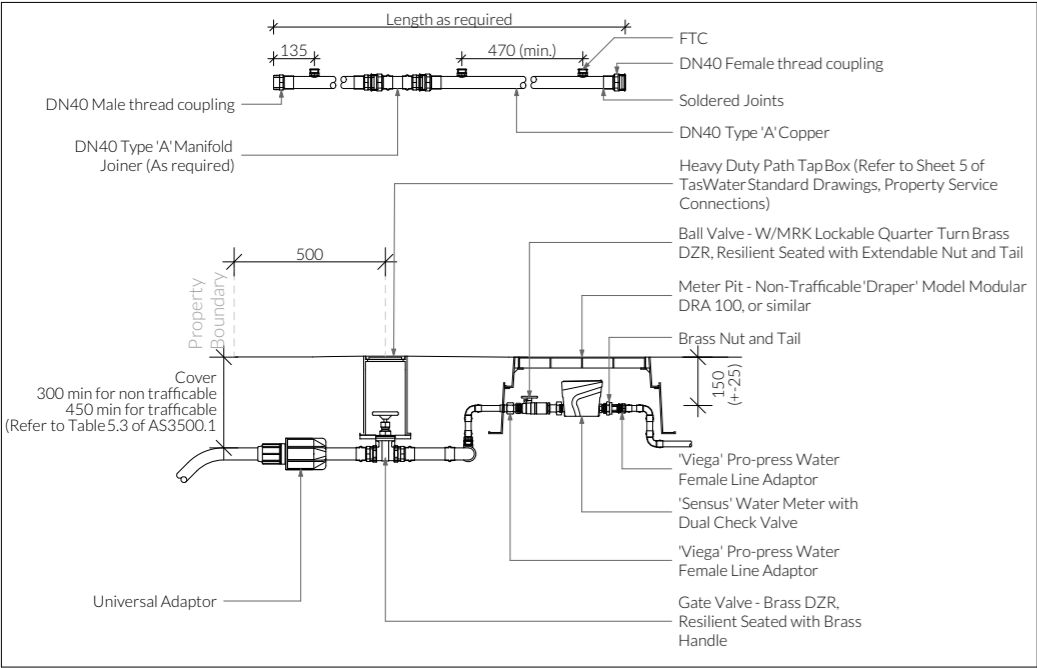 Length as required
135
470 (min.)
FTC
DN40 Female thread coupling
DN40 Male thread coupling
Soldered Joints
DN40 Type 'A' Manifold
Joiner (As required)
DN40 Type 'A' Copper
Heavy Duty Path Tap Box (Refer to Sheet 5 of
TasWater Standard Drawings, Property Service
Connections)
500
Ball Valve - W/MRK Lockable Quarter Turn Brass
DZR, Resilient Seated with Extendable Nut and Tail
Property
Boundary
Meter Pit - Non-Trafficable 'Draper' Model Modular
DRA 100, or similar
Brass Nut and Tail
150
(+-25)
Cover
300 min for non trafficable
450 min for trafficable
(Refer to Table 5.3 of AS3500.1
'Viega' Pro-press Water
Female Line Adaptor
'Sensus' Water Meter with
Dual Check Valve
'Viega' Pro-press Water
Female Line Adaptor
Universal Adaptor
Gate Valve - Brass DZR,
Resilient Seated with Brass
Handle